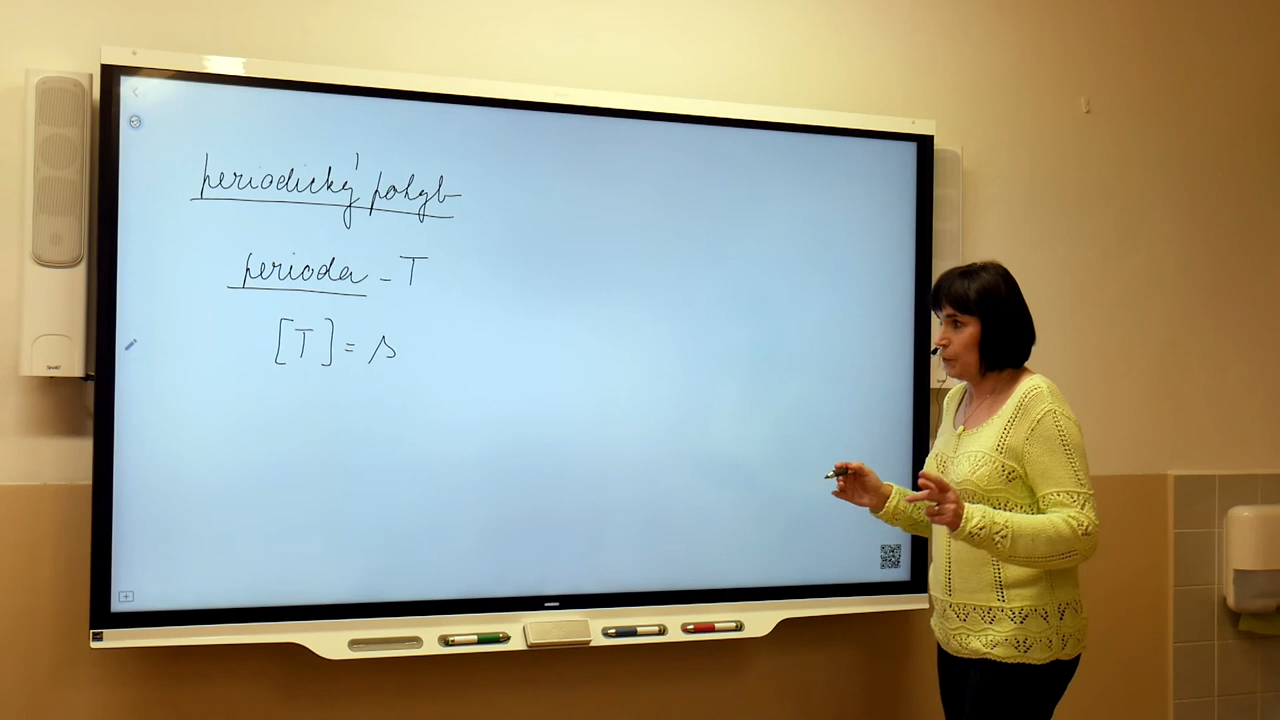 periodický pohyb
perioda - T
[T] = s